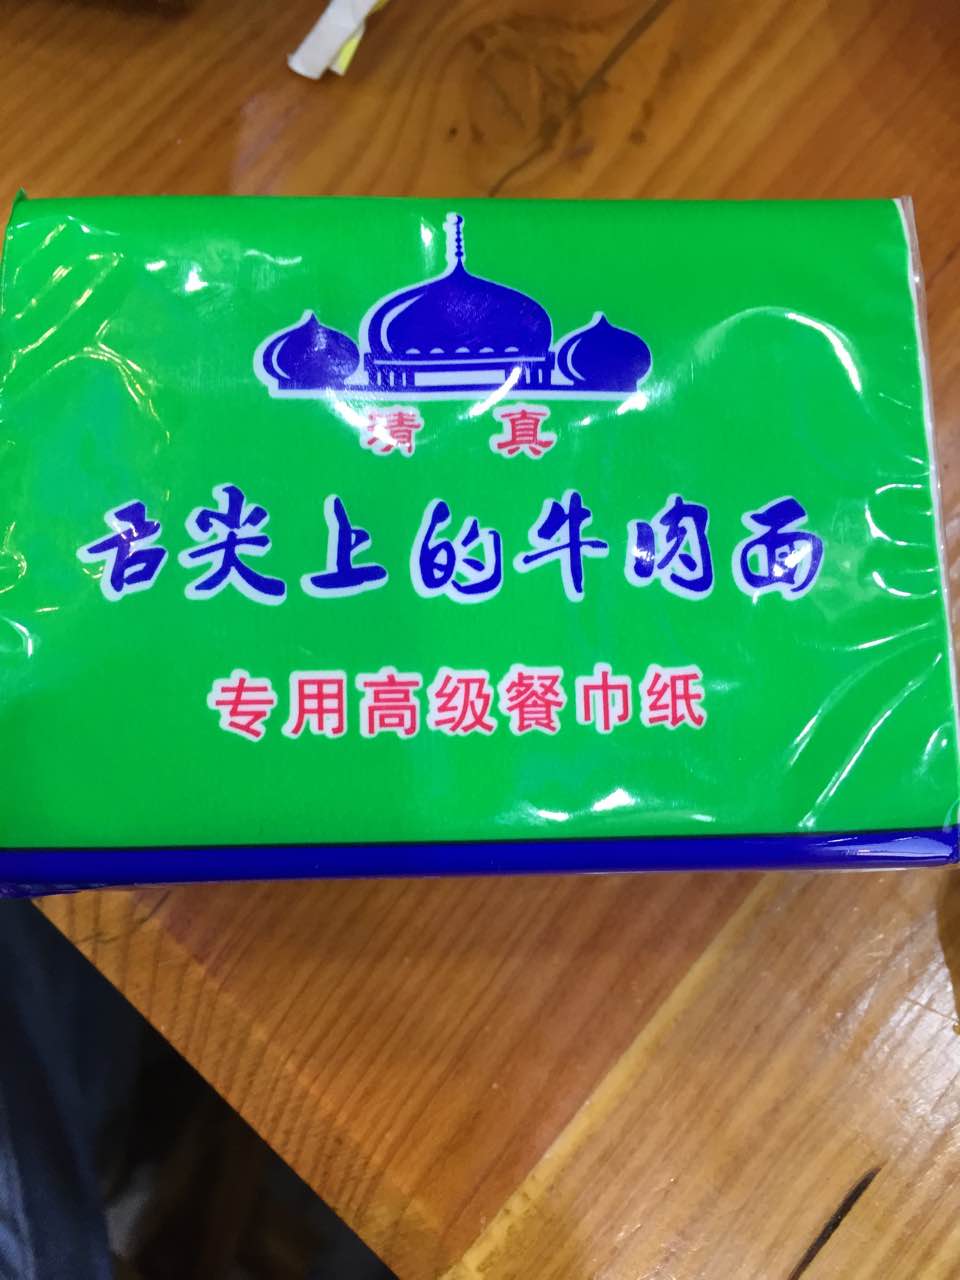 清真
舌尖上的牛肉面
专用高级餐巾纸